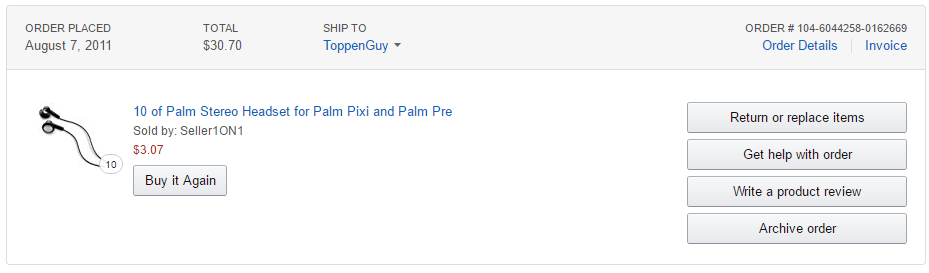 ORDER PLACED
August 7, 2011
TOTAL
$30.70
SHIP TO
ToppenGuy
ORDER # 104-6044258-0162669
Order Details
Invoice
10
10 of Palm Stereo Headset for Palm Pixi and Palm Pre
Sold by: Seller1ON1
$3.07
Buy it Again
Return or replace items
Get help with order
Write a product review
Archive order